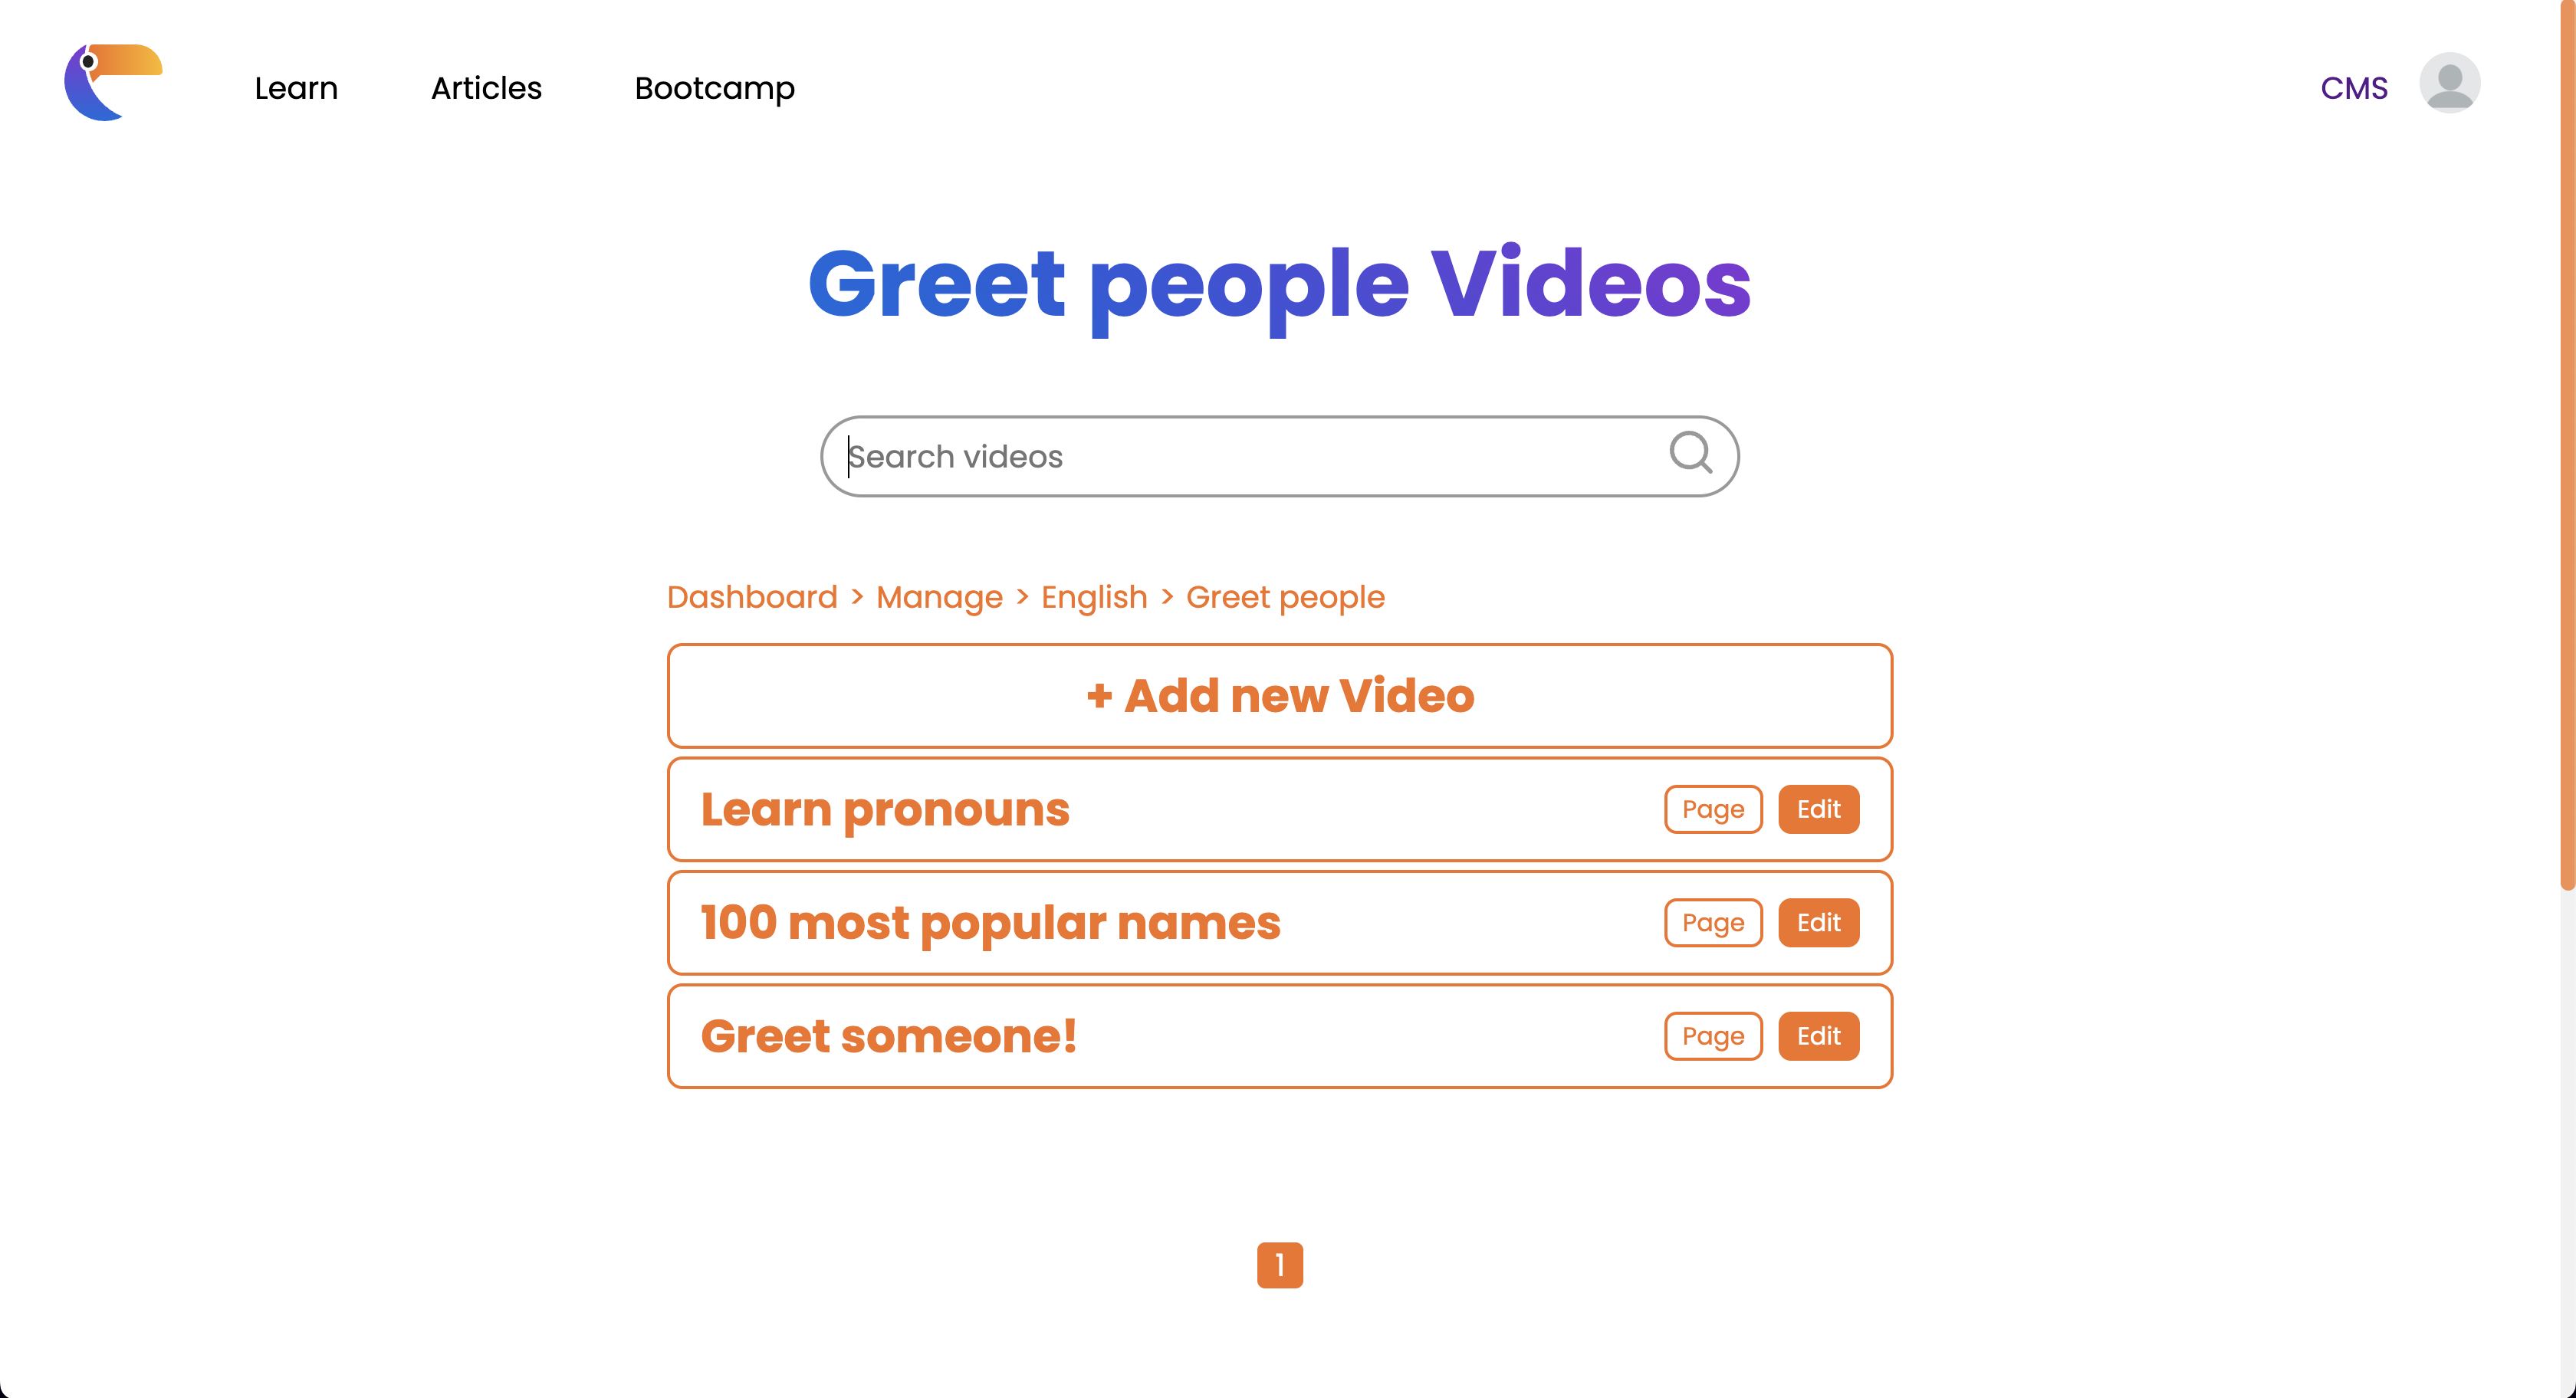 Learn Articles Bootcamp CMS
Greet people Videos
Search videos
Dashboard > Manage > English > Greet people
+ Add new Video
Learn pronouns Page Edit
100 most popular names Page Edit
Greet someone! Page Edit
1